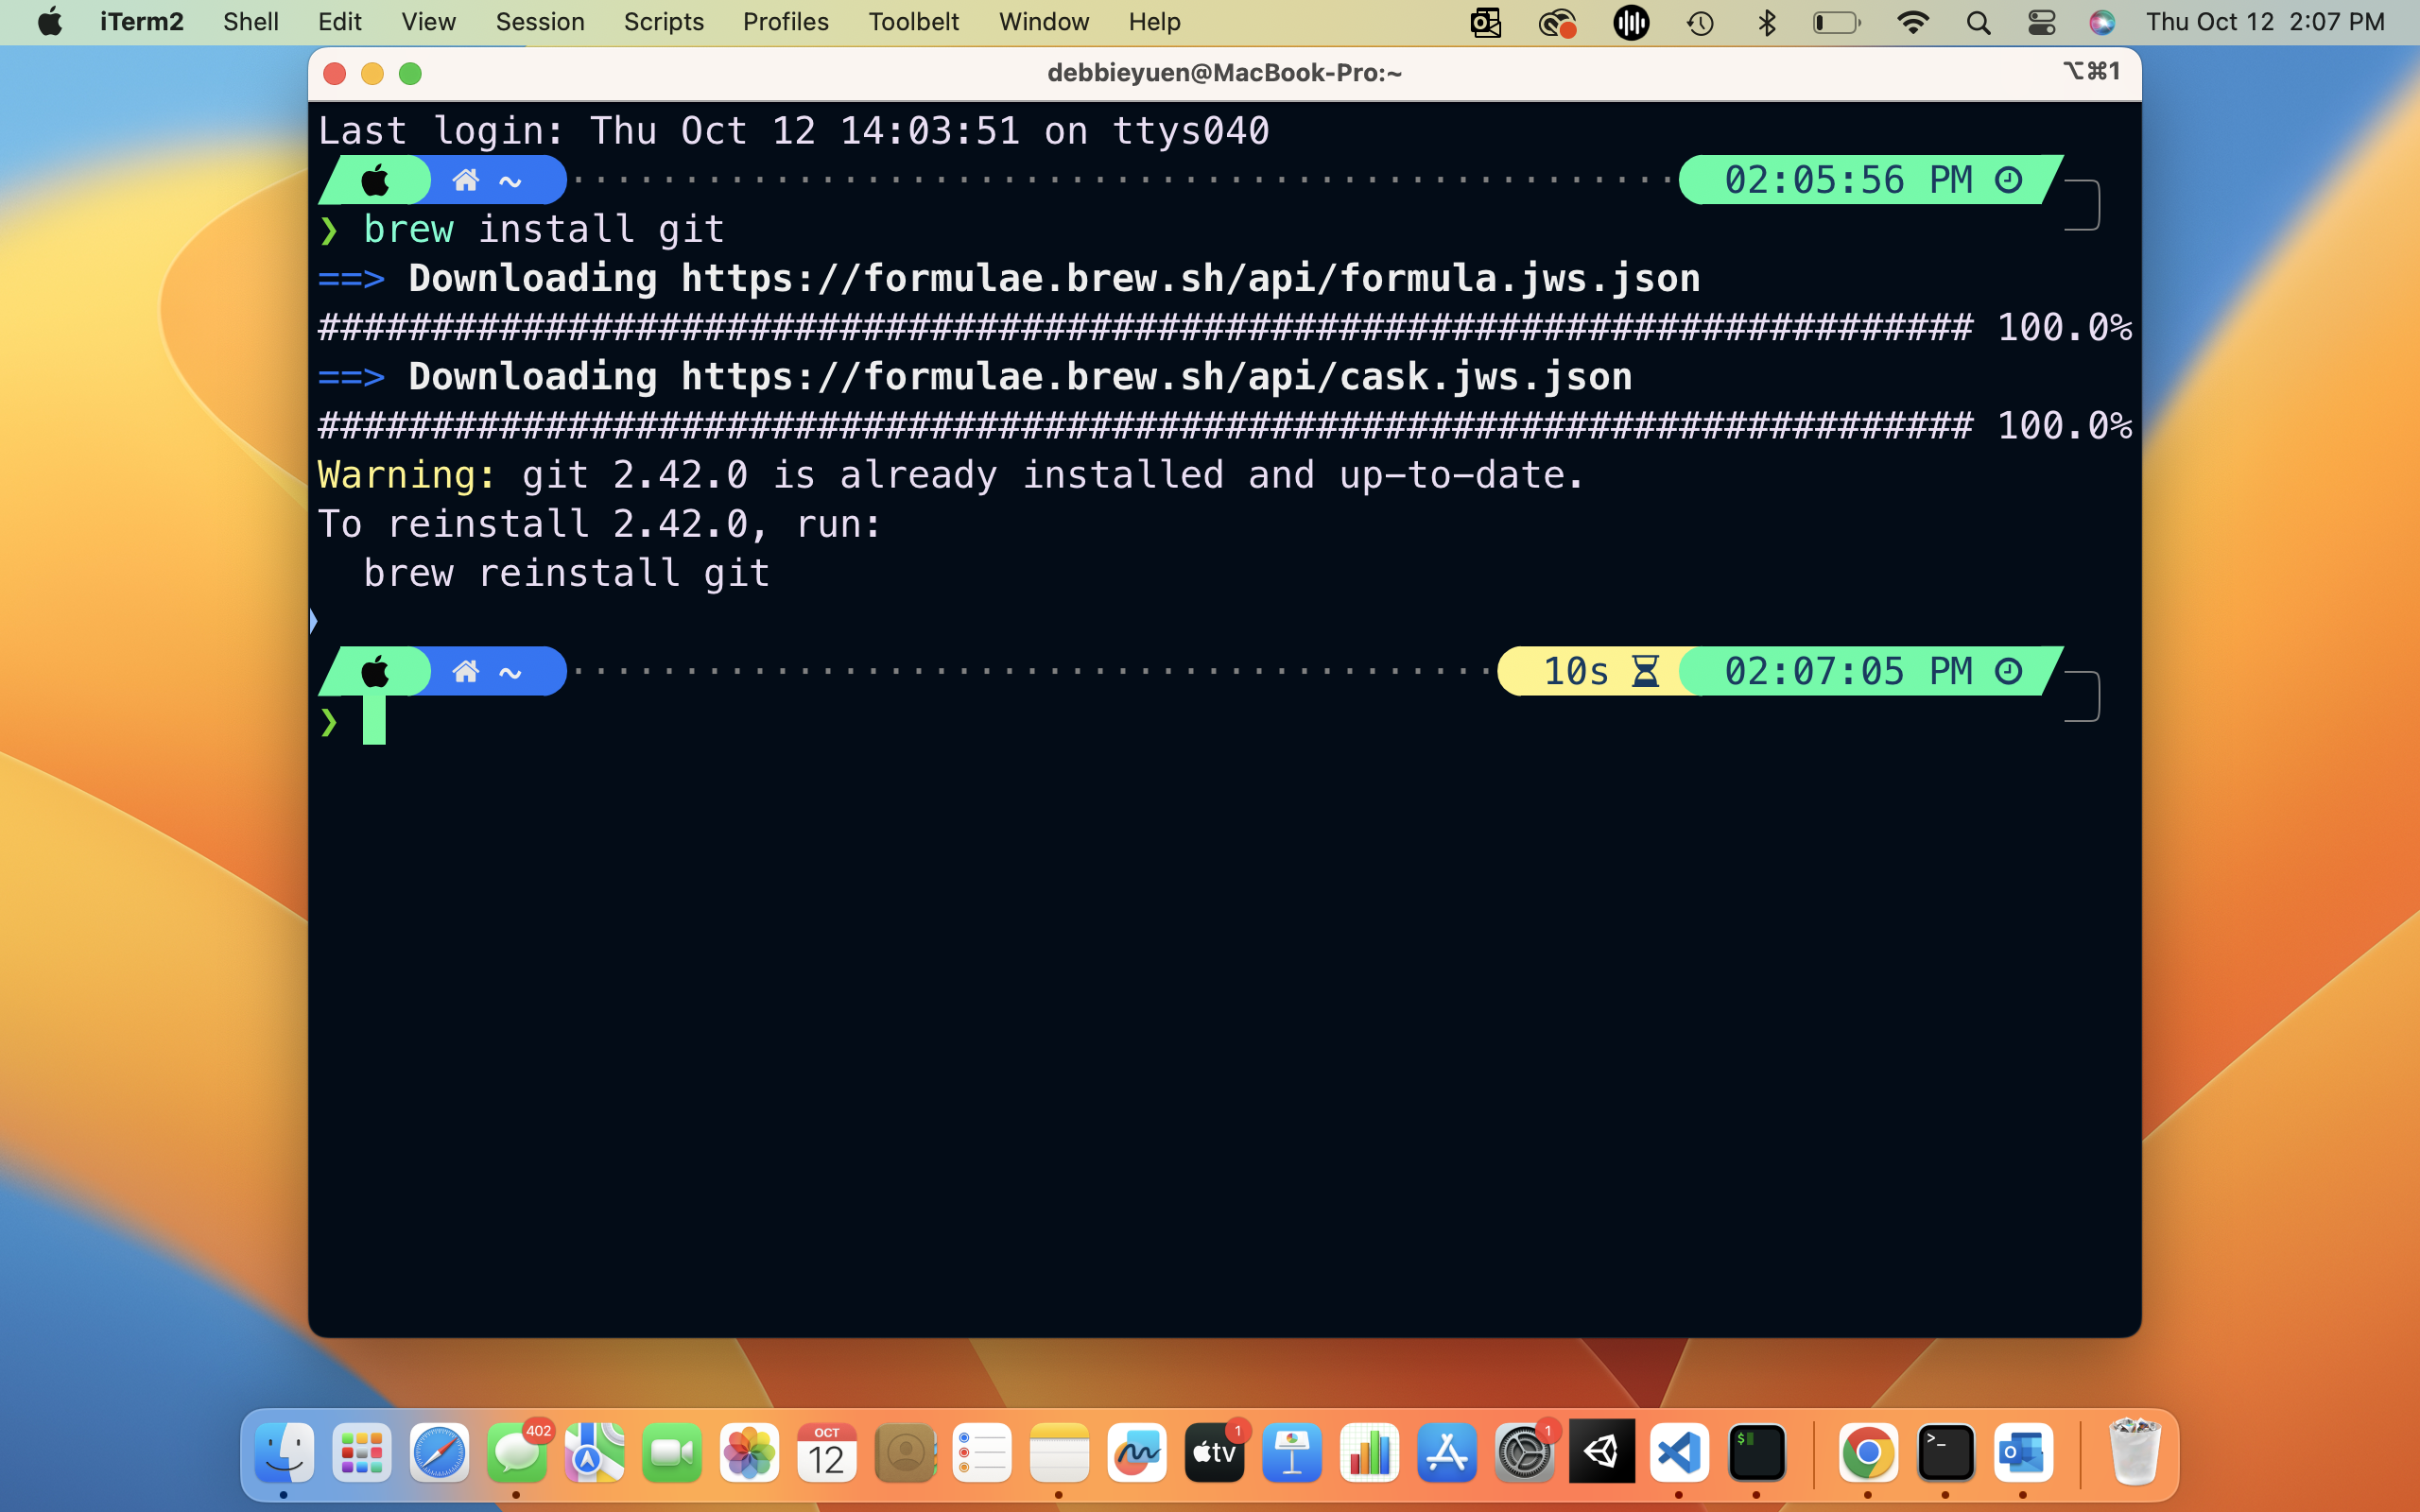 iTerm2 Shell Edit View Session Scripts Profiles Toolbelt Window Help Thu Oct 12 2:07 PM
debbieyuen@MacBook-Pro:~ ⌥⌘1
Last login: Thu Oct 12 14:03:51 on ttys040
~ 02:05:56 PM
❯ brew install git
==> Downloading https://formulae.brew.sh/api/formula.jws.json
######################################################################### 100.0%
==> Downloading https://formulae.brew.sh/api/cask.jws.json
######################################################################### 100.0%
Warning: git 2.42.0 is already installed and up-to-date.
To reinstall 2.42.0, run:
brew reinstall git
~ 10s 02:07:05 PM
❯
402 OCT 12 tv 1 1 $ >_ O